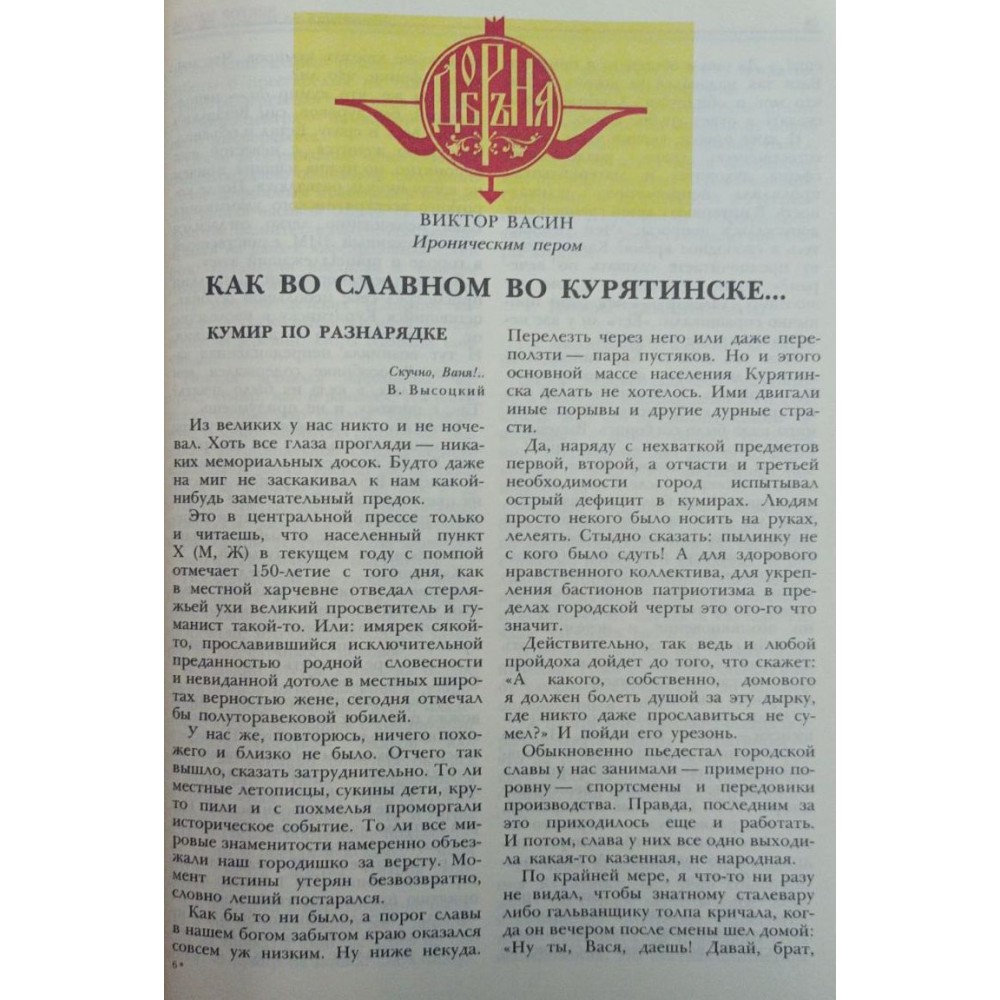 ДОБРЫНЯ
ВИКТОР ВАСИН
Ироническим пером
КАК ВО СЛАВНОМ ВО КУРЯТИНСКЕ...
КУМИР ПО РАЗНАРЯДКЕ
Скучно, Ваня!..
В. Высоцкий
Из великих у нас никто и не ноче-
вал. Хоть все глаза прогляди — ника-
ких мемориальных досок. Будто даже
на миг не заскакивал к нам какой-
нибудь замечательный предок.
Это в центральной прессе только
и читаешь, что населенный пункт
X (М, Ж) в текущем году с помпой
отмечает 150-летие с того дня, как
в местной харчевне отведал стерля-
жьей ухи великий просветитель и гу-
манист такой-то. Или: имярек сякой-
то, прославившийся исключительной
преданностью родной словесности
и невиданной дотоле в местных широ-
тах верностью жене, сегодня отмечал
бы полуторавековой юбилей.
У нас же, повторюсь, ничего похо-
жего и близко не было. Отчего так
вышло, сказать затруднительно. То ли
местные летописцы, сукины дети, кру-
то пили и с похмелья проморгали
историческое событие. То ли все ми-
ровые знаменитости намеренно объез-
жали наш городишко за версту. Мо-
мент истины утерян безвозвратно,
словно леший постарался.
Как бы то ни было, а порог славы
в нашем богом забытом краю оказался
совсем уж низким. Ну ниже некуда.
6*
Перелезть через него или даже пере-
ползти — пара пустяков. Но и этого
основной массе населения Курятин-
ска делать не хотелось. Ими двигали
иные порывы и другие дурные стра-
сти.
Да, наряду с нехваткой предметов
первой, второй, а отчасти и третьей
необходимости город испытывал
острый дефицит в кумирах. Людям
просто некого было носить на руках,
лелеять. Стыдно сказать: пылинку не
с кого было сдуть! А для здорового
нравственного коллектива, для укреп-
ления бастионов патриотизма в пре-
делах городской черты это ого-го что
значит.
Действительно, так ведь и любой
пройдоха дойдет до того, что скажет:
«А какого, собственно, домового
я должен болеть душой за эту дырку,
где никто даже прославиться не су-
мел?» И пойди его урезонь.
Обыкновенно пьедестал городской
славы у нас занимали — примерно по-
ровну — спортсмены и передовики
производства. Правда, последним за
это приходилось еще и работать.
И потом, слава у них все одно выходи-
ла какая-то казенная, не народная.
По крайней мере, я что-то ни разу
не видал, чтобы знатному сталевару
либо гальванщику толпа кричала, ког-
да он вечером после смены шел домой:
«Ну ты, Вася, даешь! Давай, брат,